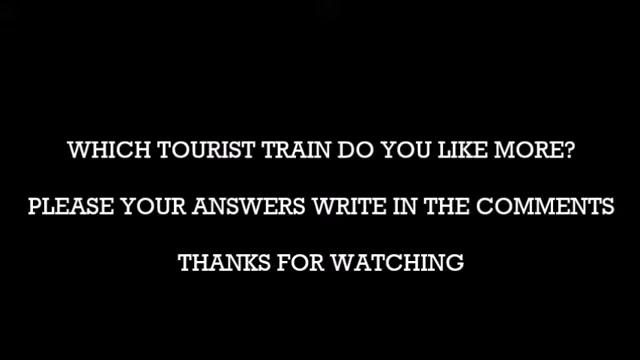 WHICH TOURIST TRAIN DO YOU LIKE MORE?
PLEASE YOUR ANSWERS WRITE IN THE COMMENTS
THANKS FOR WATCHING